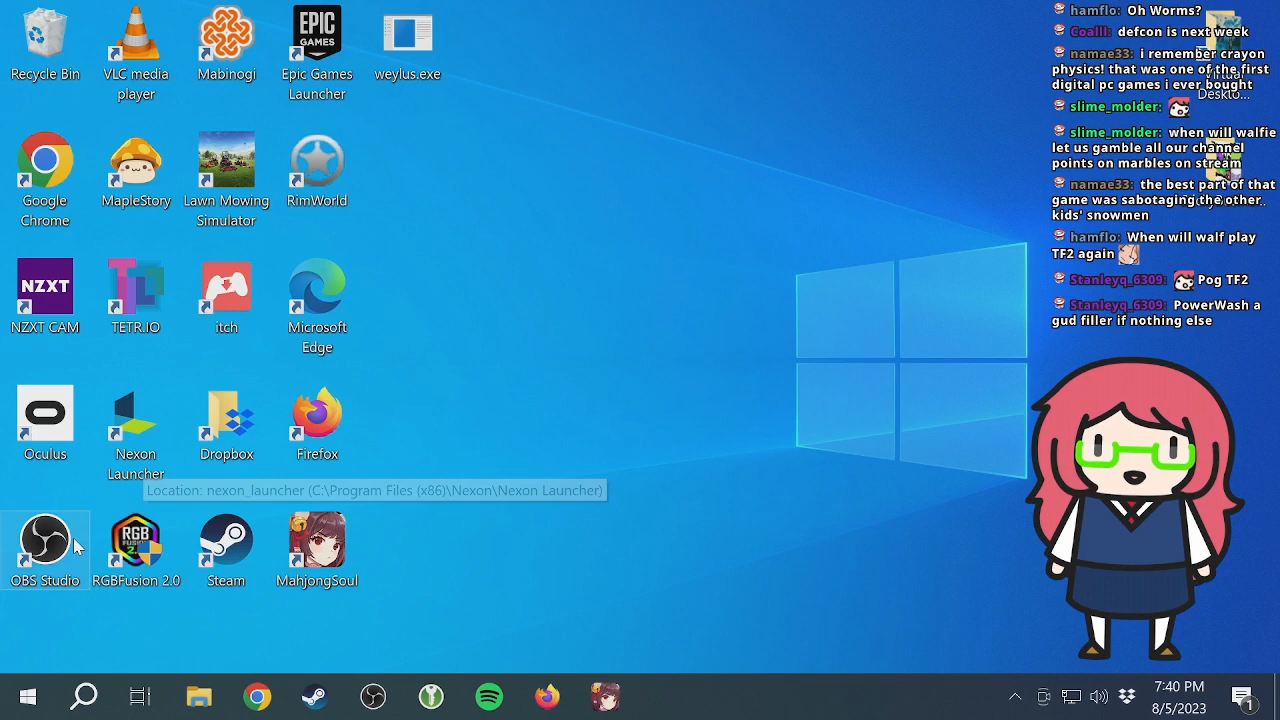 Recycle Bin
VLC media
player
Mabinogi
EPIC
GAMES
Epic Games
Launcher
weylus.exe
Google
Chrome
MapleStory
Lawn Mowing
Simulator
RimWorld
NZXT
NZXT CAM
TETR.IO
itch
Microsoft
Edge
Oculus
Nexon
Launcher
Dropbox
Firefox
Location: nexon_launcher (C:\Program Files (x86)\Nexon\Nexon Launcher)
OBS Studio
RGB
RGBFusion 2.0
Steam
MahjongSoul
hamflo: Oh Worms?
Coalll: defcon is next week
namae33: i remember crayon
physics! that was one of the first
digital pc games i ever bought
Virtual
Deskto...
slime_molder:
slime_molder: when will walfie
let us gamble all our channel
points on marbles on stream
namae33: the best part of that
game was sabotaging the other
kids' snowmen
hamflo: When will walf play
TF2 again
Stanleyq_6309: Pog TF2
Stanleyq_6309: PowerWash a
gud filler if nothing else
7:40 PM
8/5/2023
1